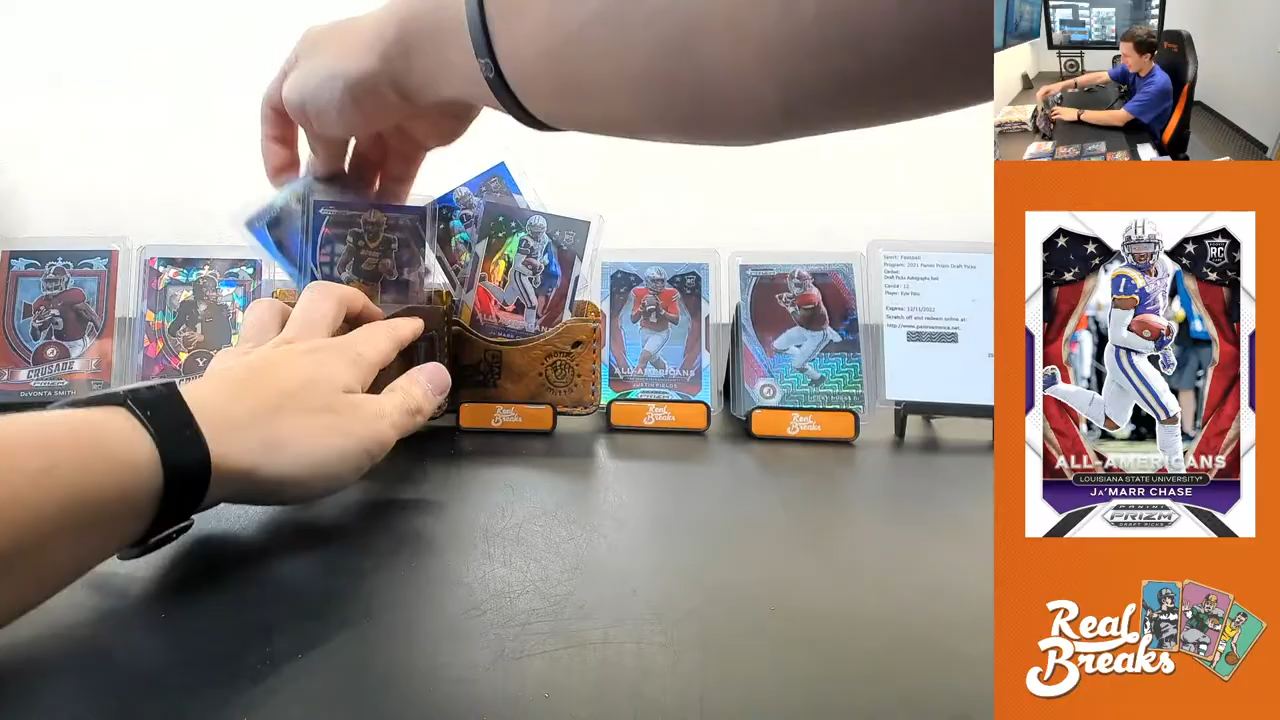 CRUSADE
PRIZM
DEVONTA SMITH
Y
JA'MARR
ALL-AMERICANS
JUSTIN FIELDS
Sport: Football
Program: 2021 Panini Prizm Draft Picks
Draft Picks Autographs
Card#: 12
Player: Kyle Pitts
Expires: 12/11/2022
Scratch off and redeem online at:
http://www.paniniamerica.net.
Real
Breaks
Real Breaks
Real
Breaks
RC
ALL-AMERICANS
LOUISIANA STATE UNIVERSITY
JA'MARR CHASE
PANINI
PRIZM
DRAFT PICKS
Real
Breaks